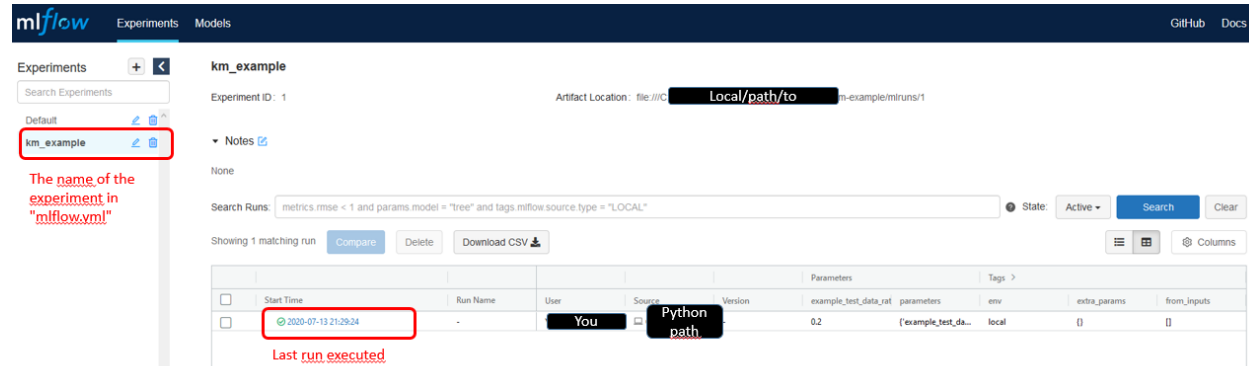 mlflow Experiments Models GitHub Docs
Experiments + <
Search Experiments
Default
km_example
The name of the
experiment in
"mlflow.yml"
km_example
Experiment ID: 1 Artifact Location: file:///C Local/path/to m-example/mlruns/1
Notes
None
Search Runs: metrics.rmse < 1 and params.model = "tree" and tags.mlflow.source.type = "LOCAL" State: Active Search Clear
Showing 1 matching run Compare Delete Download CSV Columns
Parameters Tags >
Start Time Run Name User Source Version example_test_data_rat parameters env extra_params from_inputs
2020-07-13 21:29:24 - You Python path - 0.2 {'example_test_da... local {} []
Last run executed